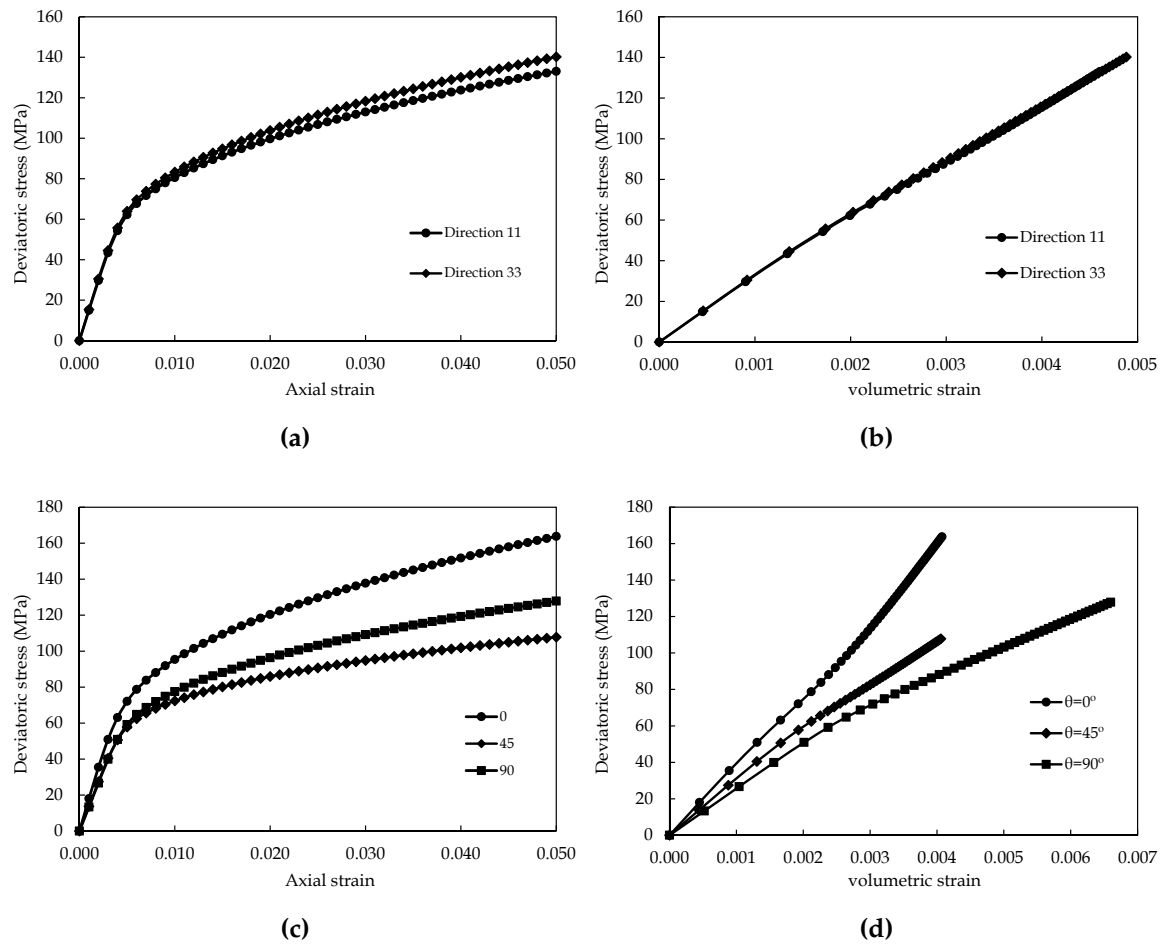 160
140
120
100
80
60
40
20
0
Deviatoric stress (MPa)
Direction 11
Direction 33
0.000 0.010 0.020 0.030 0.040 0.050
Axial strain
(a)
160
140
120
100
80
60
40
20
0
Deviatoric stress (MPa)
Direction 11
Direction 33
0.000 0.001 0.002 0.003 0.004 0.005
volumetric strain
(b)
180
160
140
120
100
80
60
40
20
0
Deviatoric stress (MPa)
0
45
90
0.000 0.010 0.020 0.030 0.040 0.050
Axial strain
(c)
180
160
140
120
100
80
60
40
20
0
Deviatoric stress (MPa)
θ=0°
θ=45°
θ=90°
0.000 0.001 0.002 0.003 0.004 0.005 0.006 0.007
volumetric strain
(d)